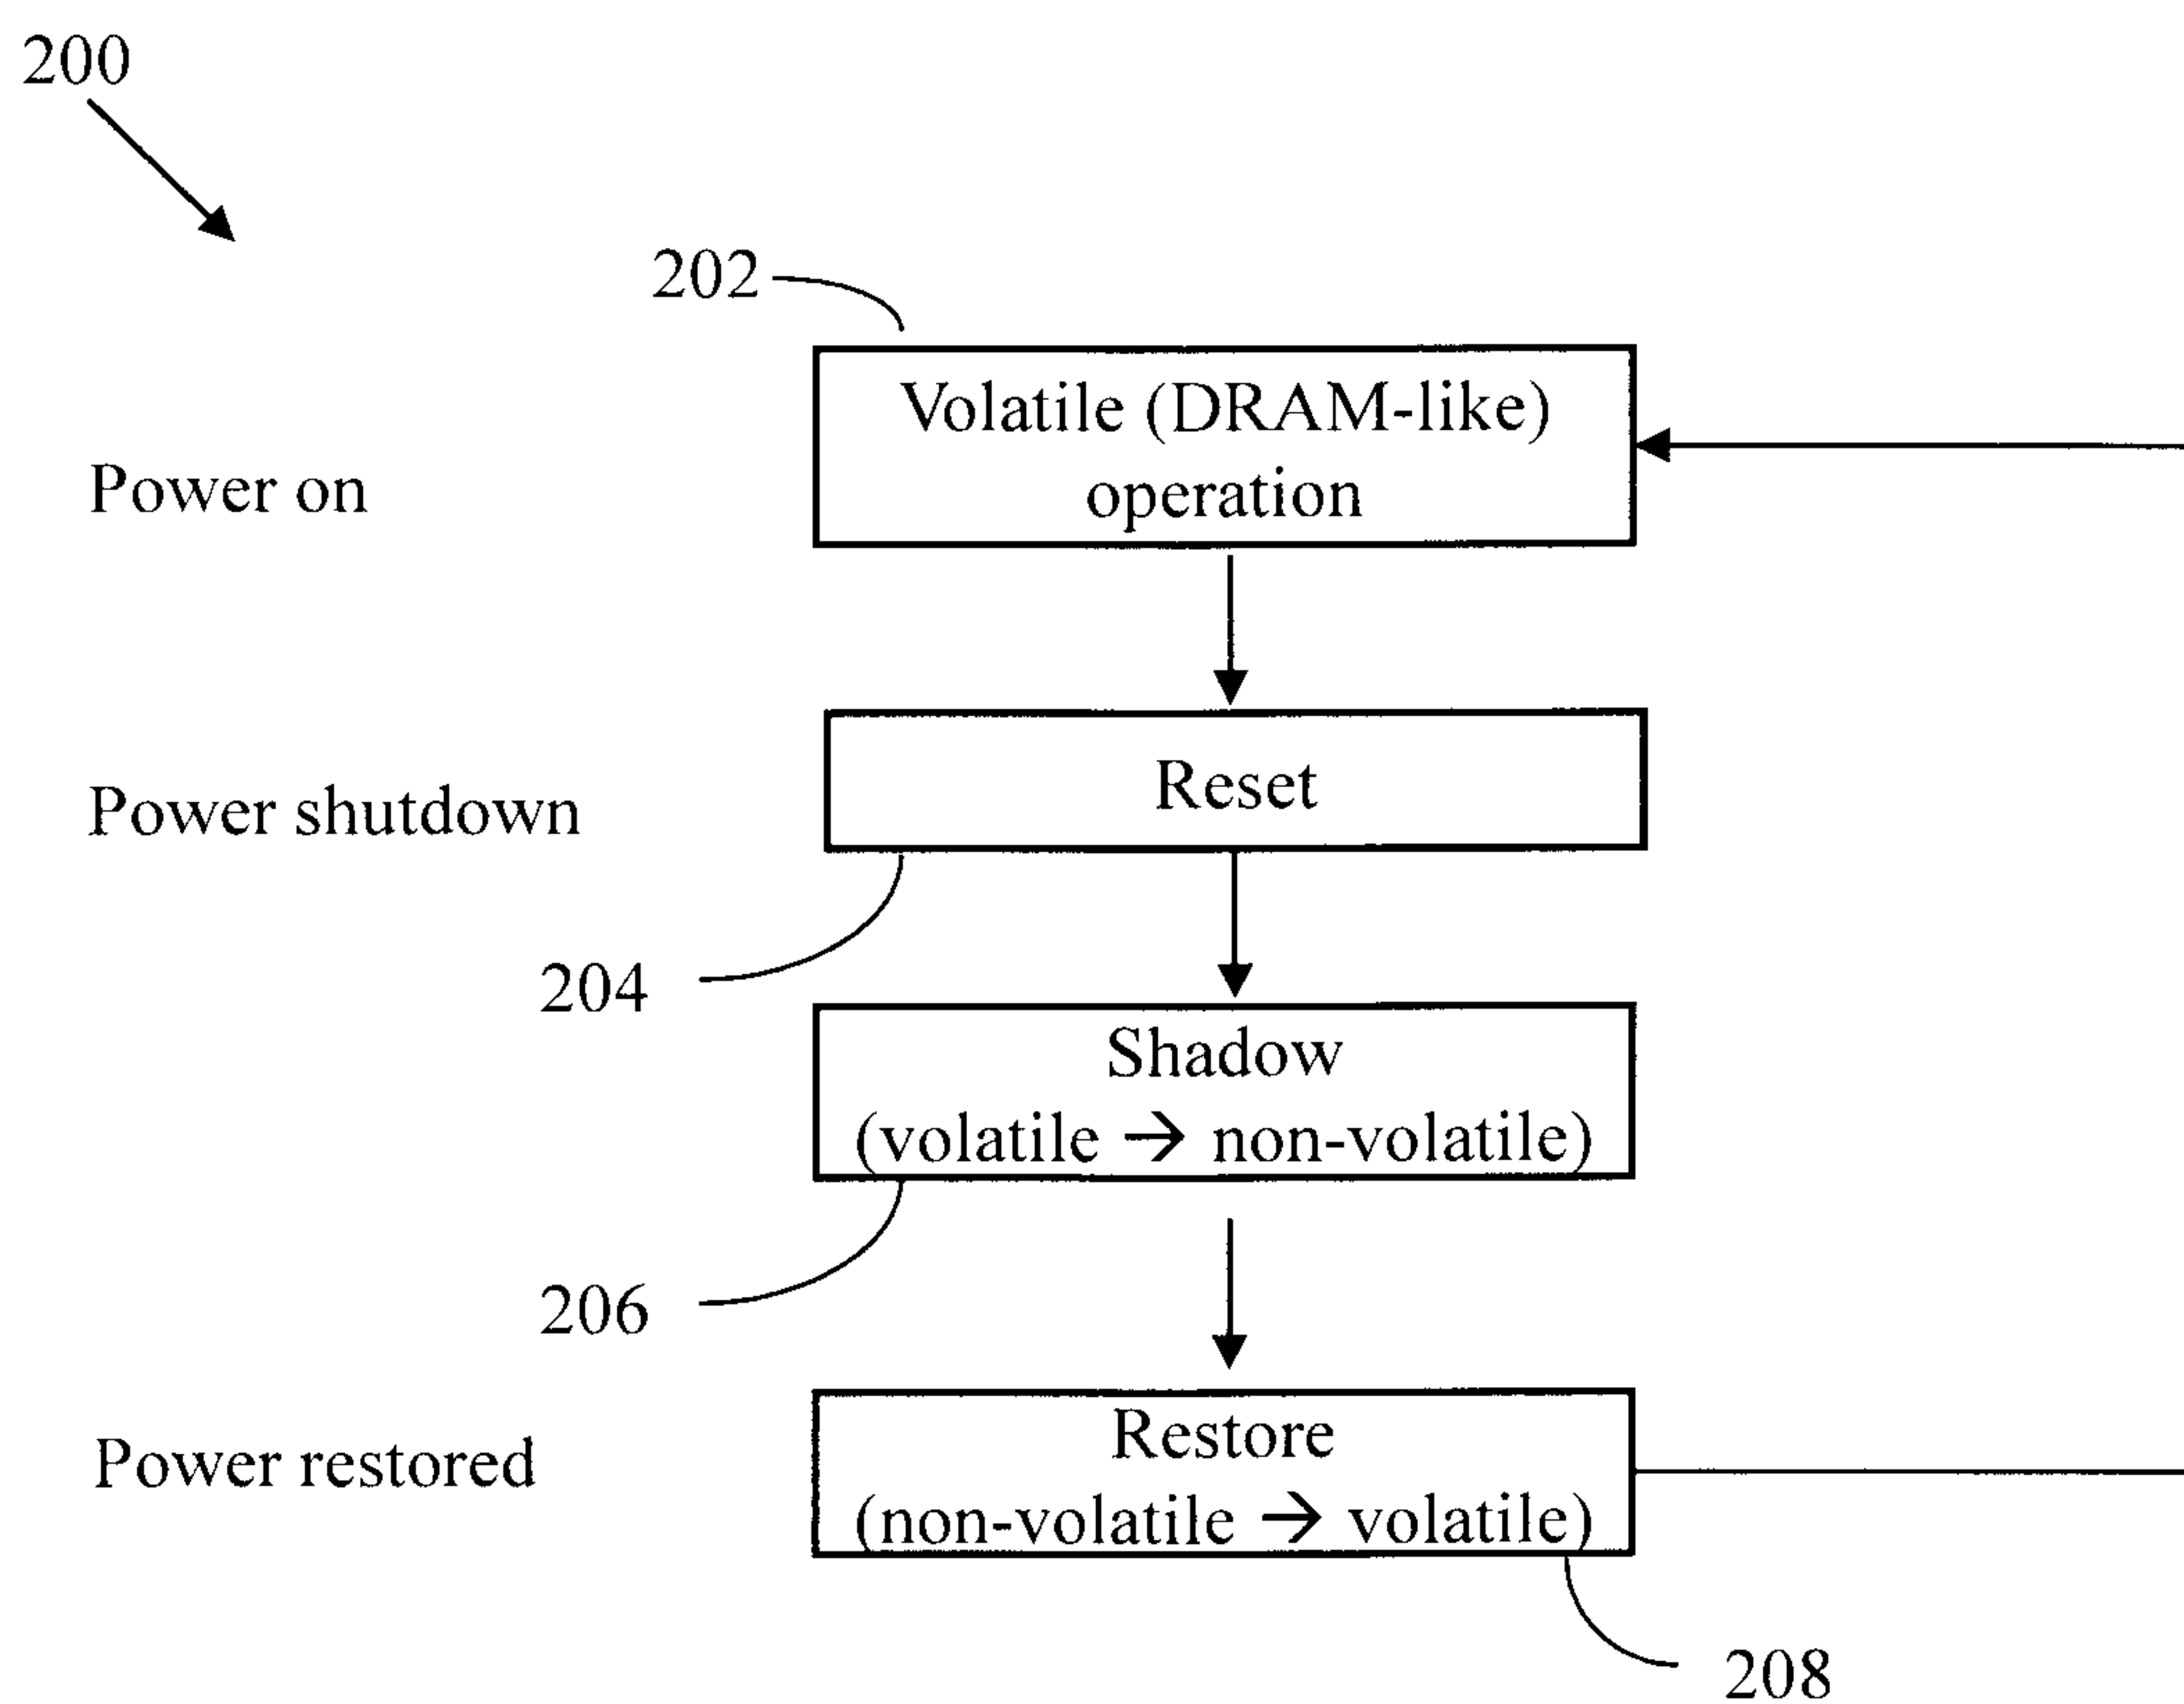 200
202
Volatile (DRAM-like)
operation
Power on
Reset
Power shutdown
204
Shadow
(volatile → non-volatile)
206
Restore
Power restored
(non-volatile → volatile)
208